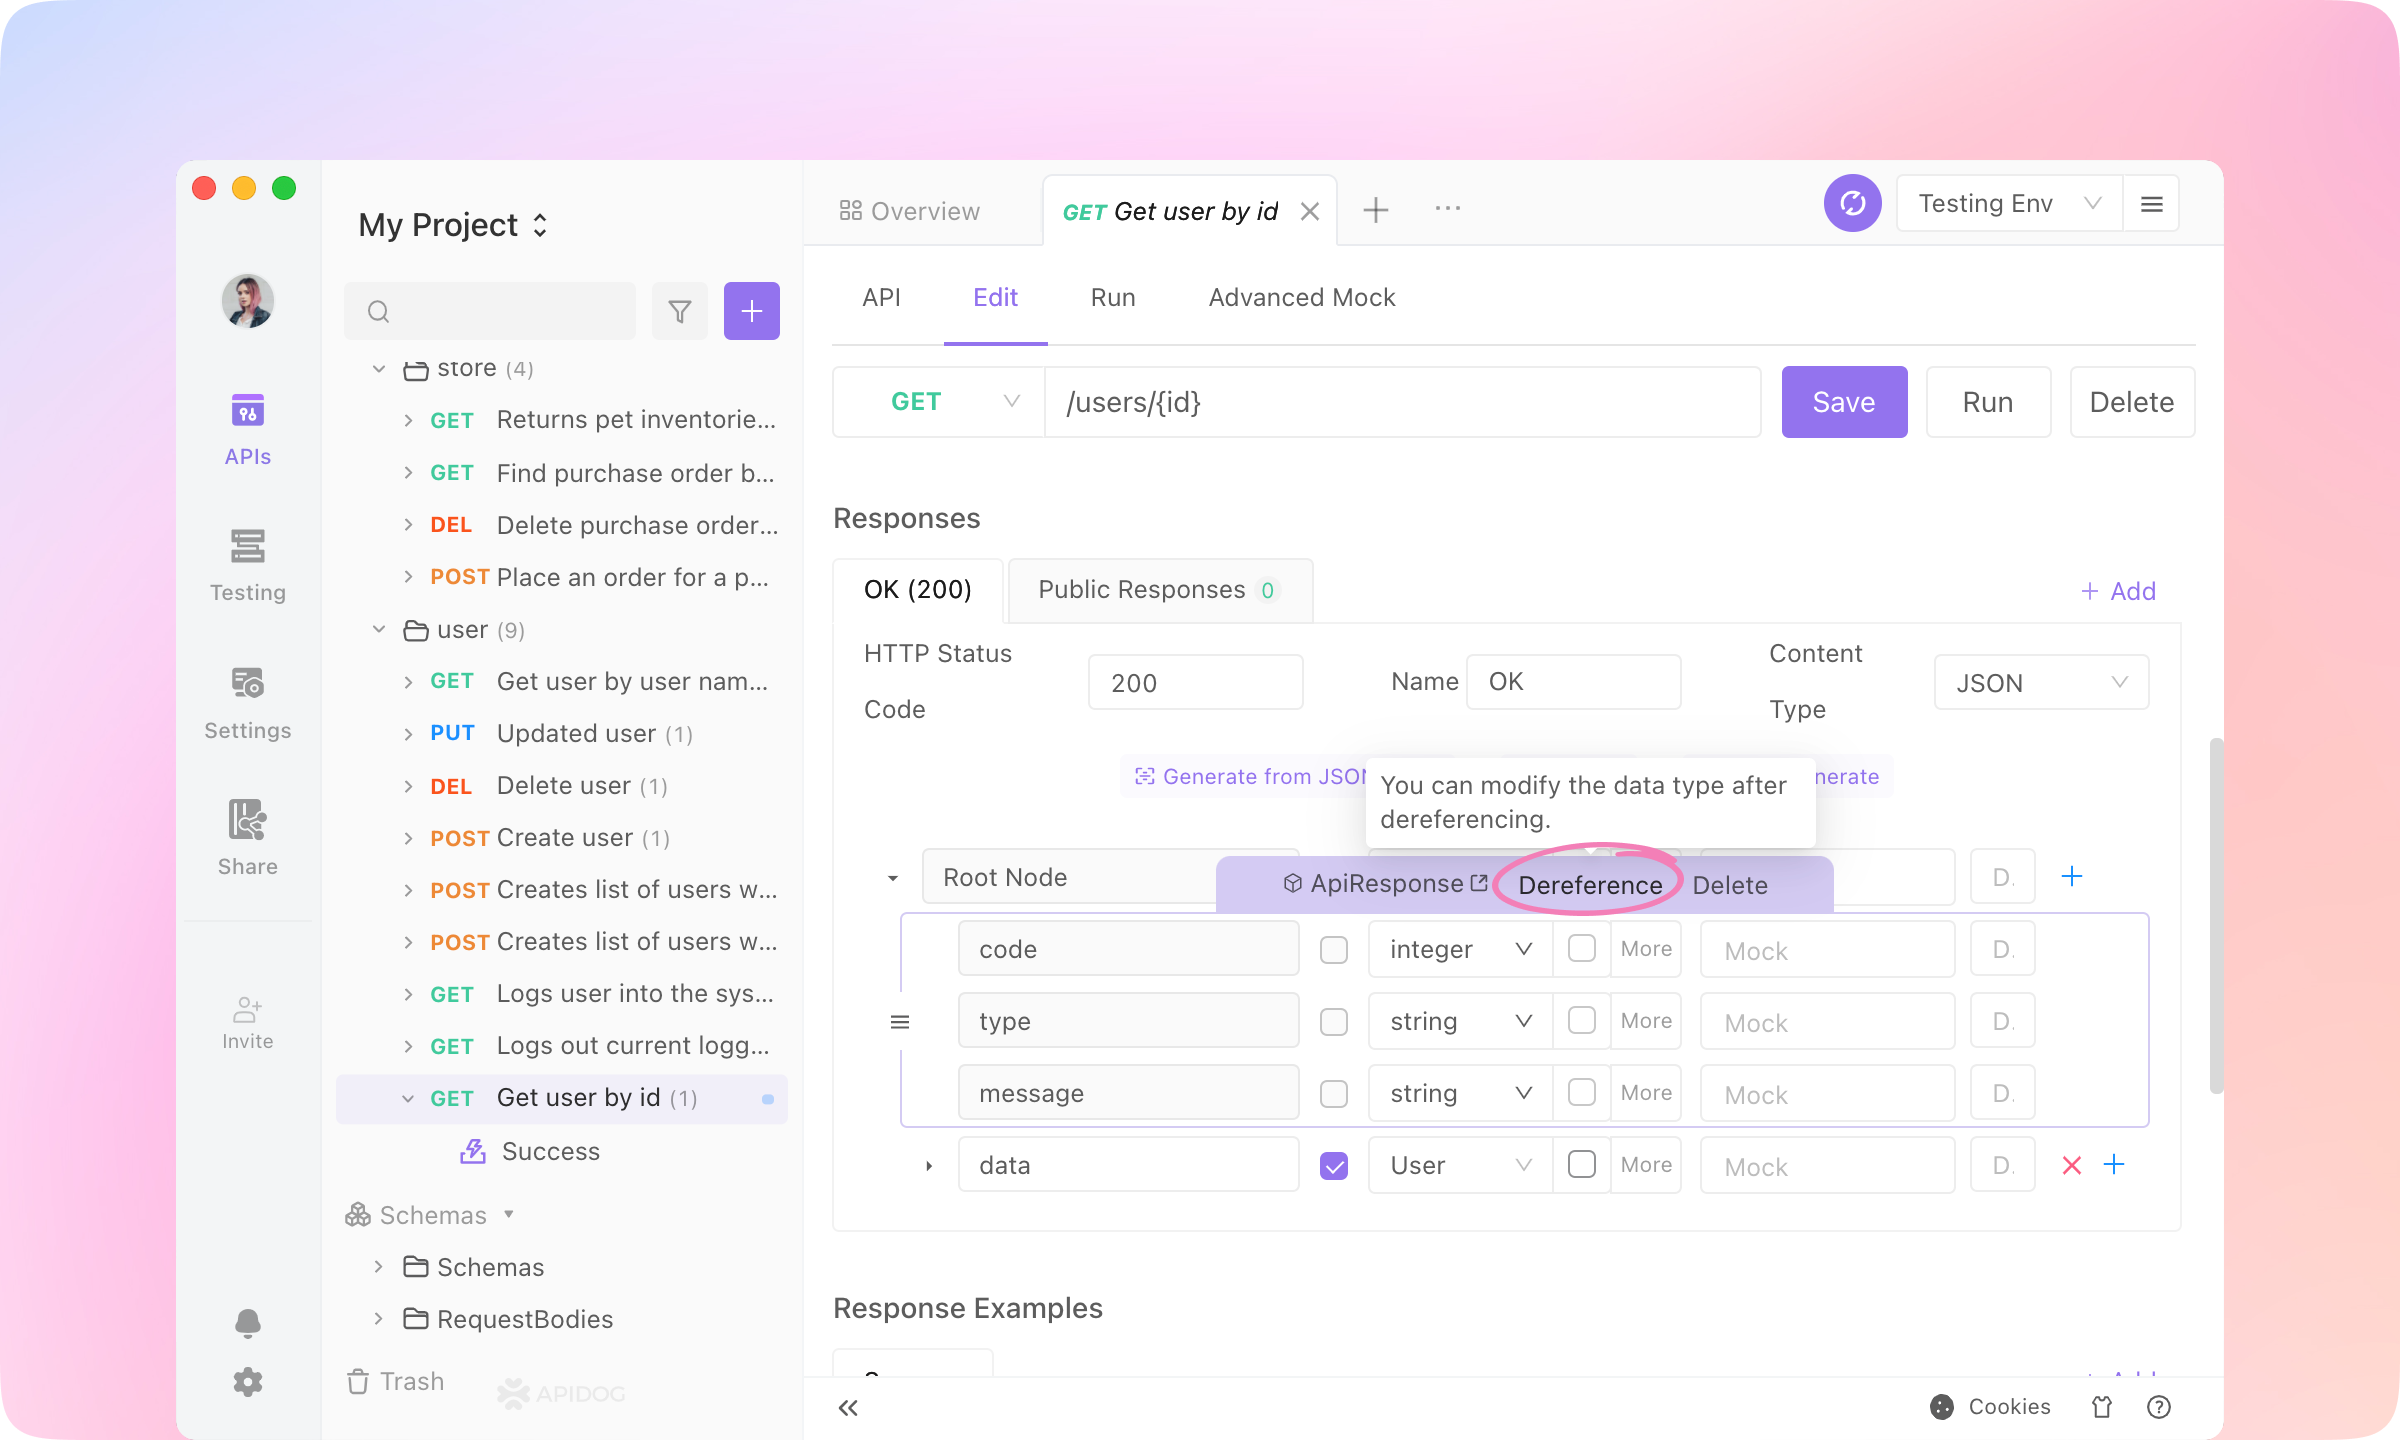 My Project
APIs
Testing
Settings
Share
Invite
store (4)
GET Returns pet inventorie...
GET Find purchase order b...
DEL Delete purchase order...
POST Place an order for a p...
user (9)
GET Get user by user nam...
PUT Updated user (1)
DEL Delete user (1)
POST Create user (1)
POST Creates list of users w...
POST Creates list of users w...
GET Logs user into the sys...
GET Logs out current logg...
GET Get user by id (1)
Success
Schemas
Schemas
RequestBodies
Trash
APIDOG
Overview
GET Get user by id
Testing Env
API Edit Run Advanced Mock
GET /users/{id} Save Run Delete
Responses
OK (200) Public Responses 0 + Add
HTTP Status Code 200 Name OK Content Type JSON
Generate from JSON
You can modify the data type after
dereferencing.
Root Node ApiResponse Dereference Delete D.
code integer More Mock D.
type string More Mock D.
message string More Mock D.
data User More Mock D.
Response Examples
Cookies